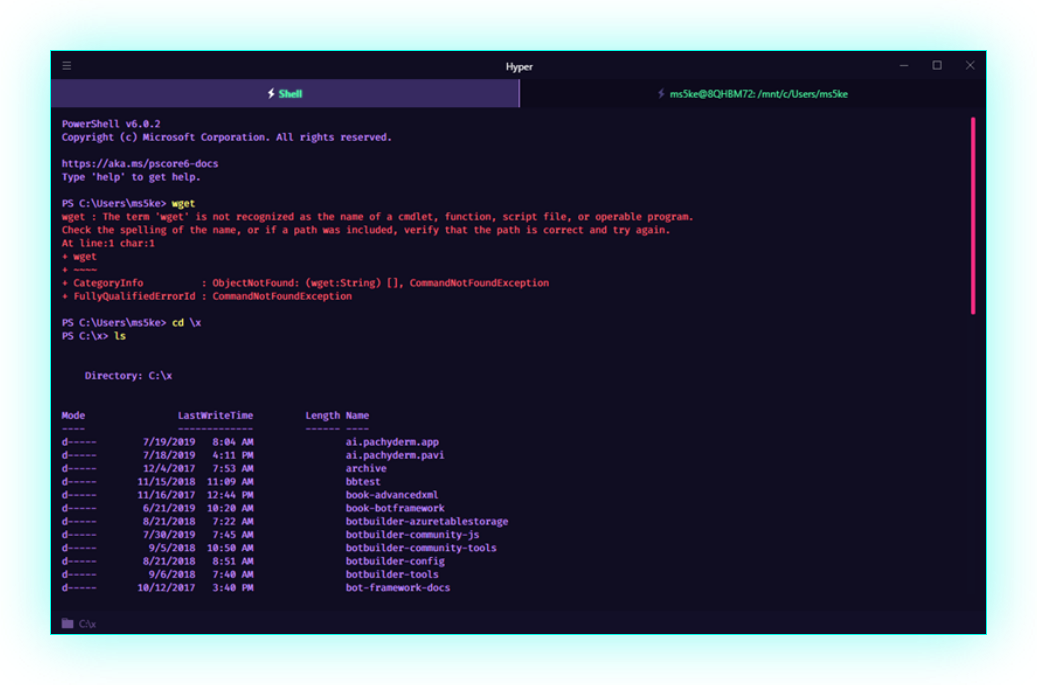 Hyper
Shell
ms5ke@8QHBM72: /mnt/c/Users/ms5ke
PowerShell v6.0.2
Copyright (c) Microsoft Corporation. All rights reserved.
https://aka.ms/pscore6-docs
Type 'help' to get help.
PS C:\Users\ms5ke> wget
wget : The term 'wget' is not recognized as the name of a cmdlet, function, script file, or operable program.
Check the spelling of the name, or if a path was included, verify that the path is correct and try again.
At line:1 char:1
+ wget
+ ~~~~
+ CategoryInfo          : ObjectNotFound: (wget:String) [], CommandNotFoundException
+ FullyQualifiedErrorId : CommandNotFoundException
PS C:\Users\ms5ke> cd \x
PS C:\x> ls
    Directory: C:\x
Mode                LastWriteTime         Length Name
----                -------------         ------ ----
d-----        7/19/2019   8:04 AM                ai.pachyderm.app
d-----        7/18/2019   4:11 PM                ai.pachyderm.pavi
d-----        12/4/2017   7:53 AM                archive
d-----       11/15/2018  11:09 AM                bbtest
d-----       11/16/2017  12:44 PM                book-advancedxml
d-----        6/21/2019  10:20 AM                book-botframework
d-----        8/21/2018   7:22 AM                botbuilder-azuretablestorage
d-----        7/30/2019   7:45 AM                botbuilder-community-js
d-----         9/5/2018  10:50 AM                botbuilder-community-tools
d-----        8/21/2018   8:51 AM                botbuilder-config
d-----         9/6/2018   7:40 AM                botbuilder-tools
d-----       10/12/2017   3:40 PM                bot-framework-docs
C:\x